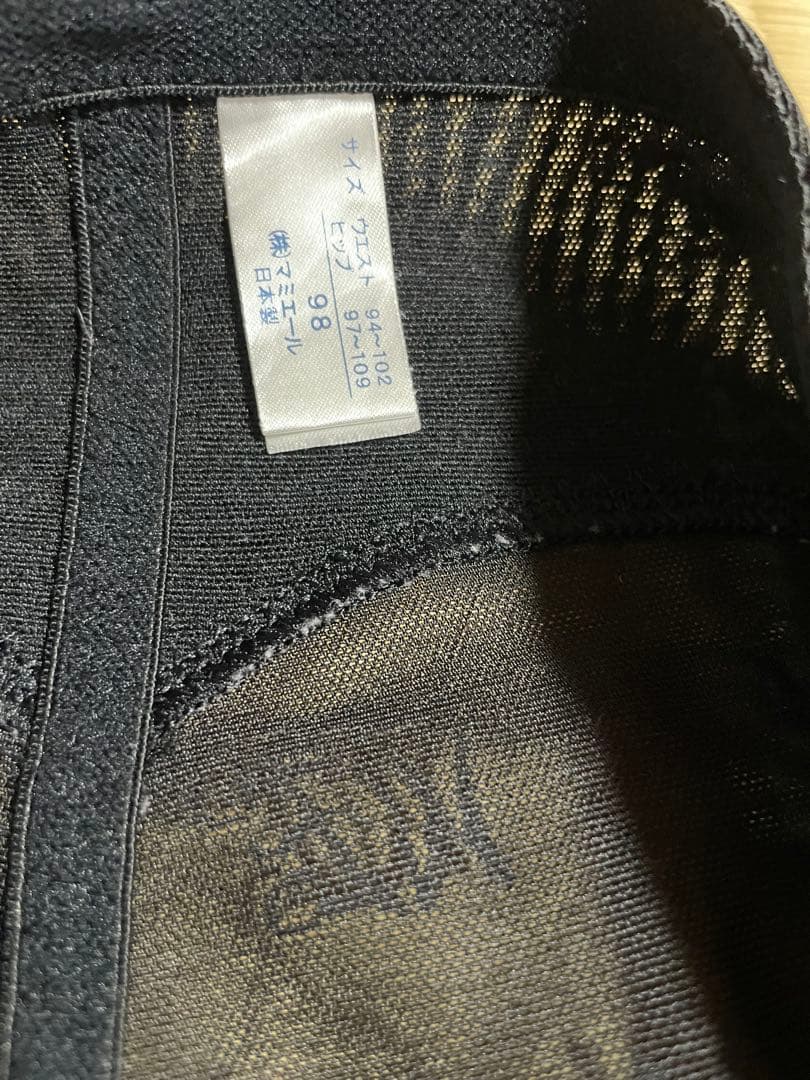 サイズ ウエスト 94~102
ヒップ 97~109
98
㈱マミエール
日本製